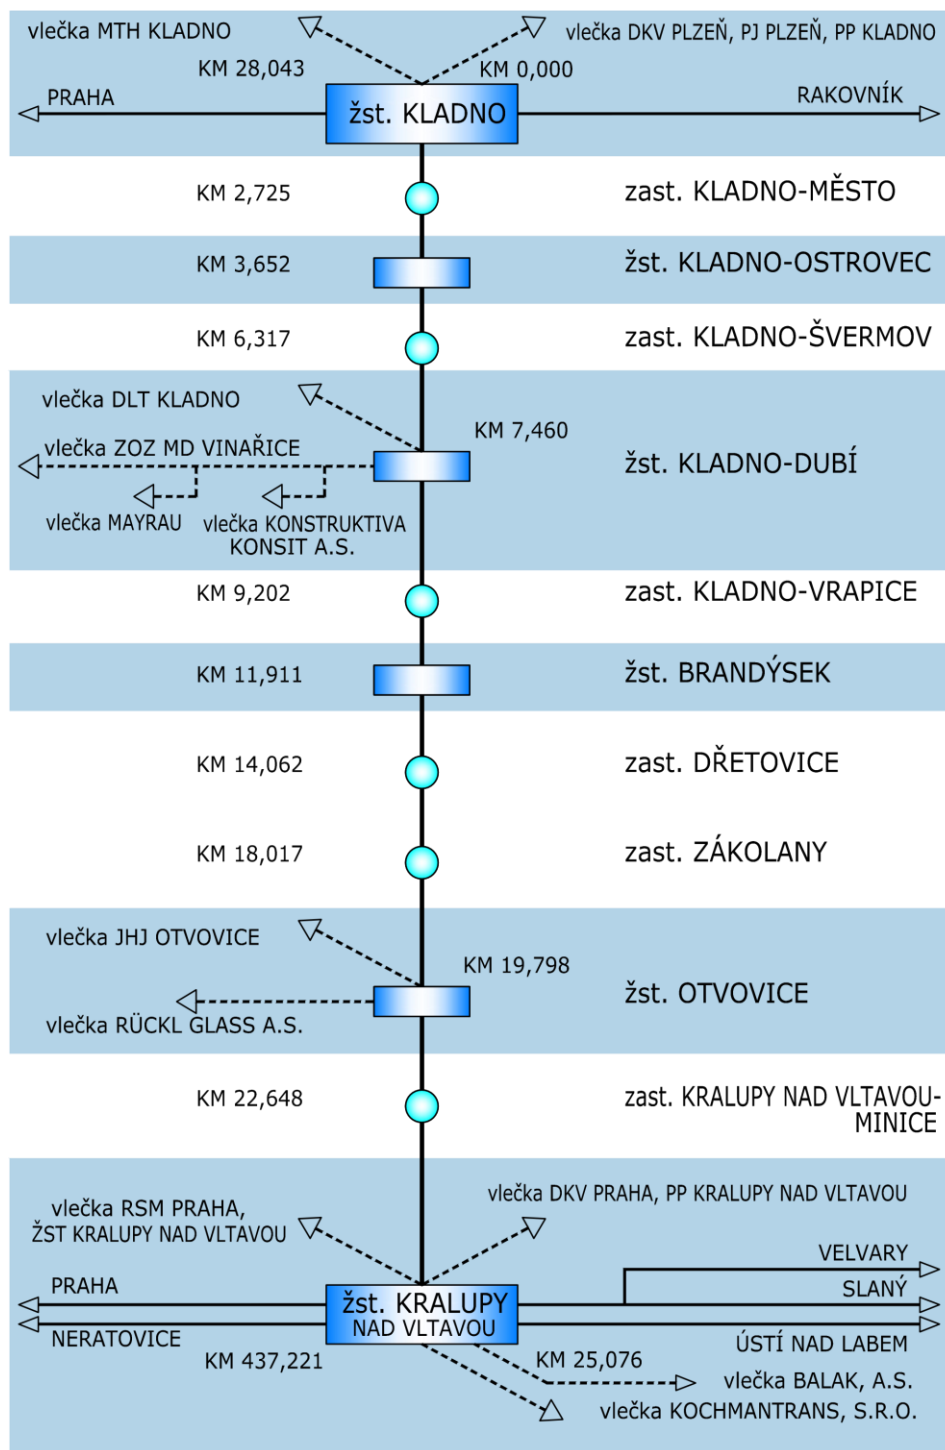 vlečka MTH KLADNO
vlečka DKV PLZEŇ, PJ PLZEŇ, PP KLADNO
KM 28,043
KM 0,000
PRAHA
žst. KLADNO
RAKOVNÍK
KM 2,725
zast. KLADNO-MĚSTO
KM 3,652
žst. KLADNO-OSTROVEC
KM 6,317
zast. KLADNO-ŠVERMOV
vlečka DLT KLADNO
KM 7,460
vlečka ZOZ MD VINAŘICE
žst. KLADNO-DUBÍ
vlečka MAYRAU
vlečka KONSTRUKTIVA
KONSIT A.S.
KM 9,202
zast. KLADNO-VRAPICE
KM 11,911
žst. BRANDÝSEK
KM 14,062
zast. DŘETOVICE
KM 18,017
zast. ZÁKOLANY
vlečka JHJ OTVOVICE
KM 19,798
žst. OTVOVICE
vlečka RÜCKL GLASS A.S.
KM 22,648
zast. KRALUPY NAD VLTAVOU-
MINICE
vlečka RSM PRAHA,
ŽST KRALUPY NAD VLTAVOU
vlečka DKV PRAHA, PP KRALUPY NAD VLTAVOU
VELVARY
PRAHA
SLANÝ
žst. KRALUPY
NAD VLTAVOU
NERATOVICE
ÚSTÍ NAD LABEM
KM 437,221
KM 25,076
vlečka BALAK, A.S.
vlečka KOCHMANTRANS, S.R.O.